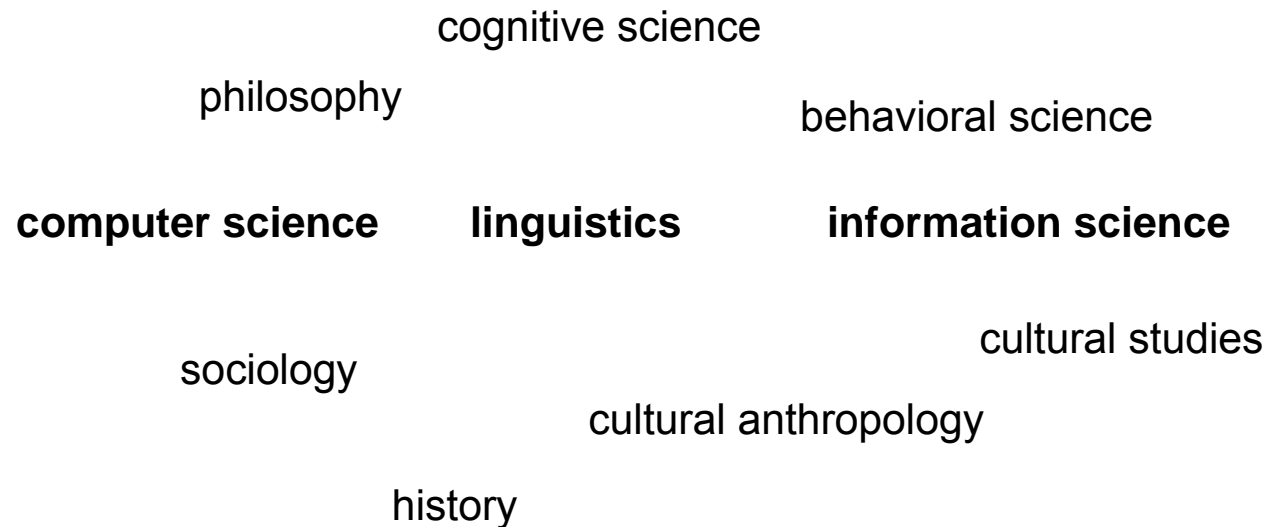 cognitive science
philosophy
behavioral science
computer science linguistics information science
cultural studies
sociology
cultural anthropology
history